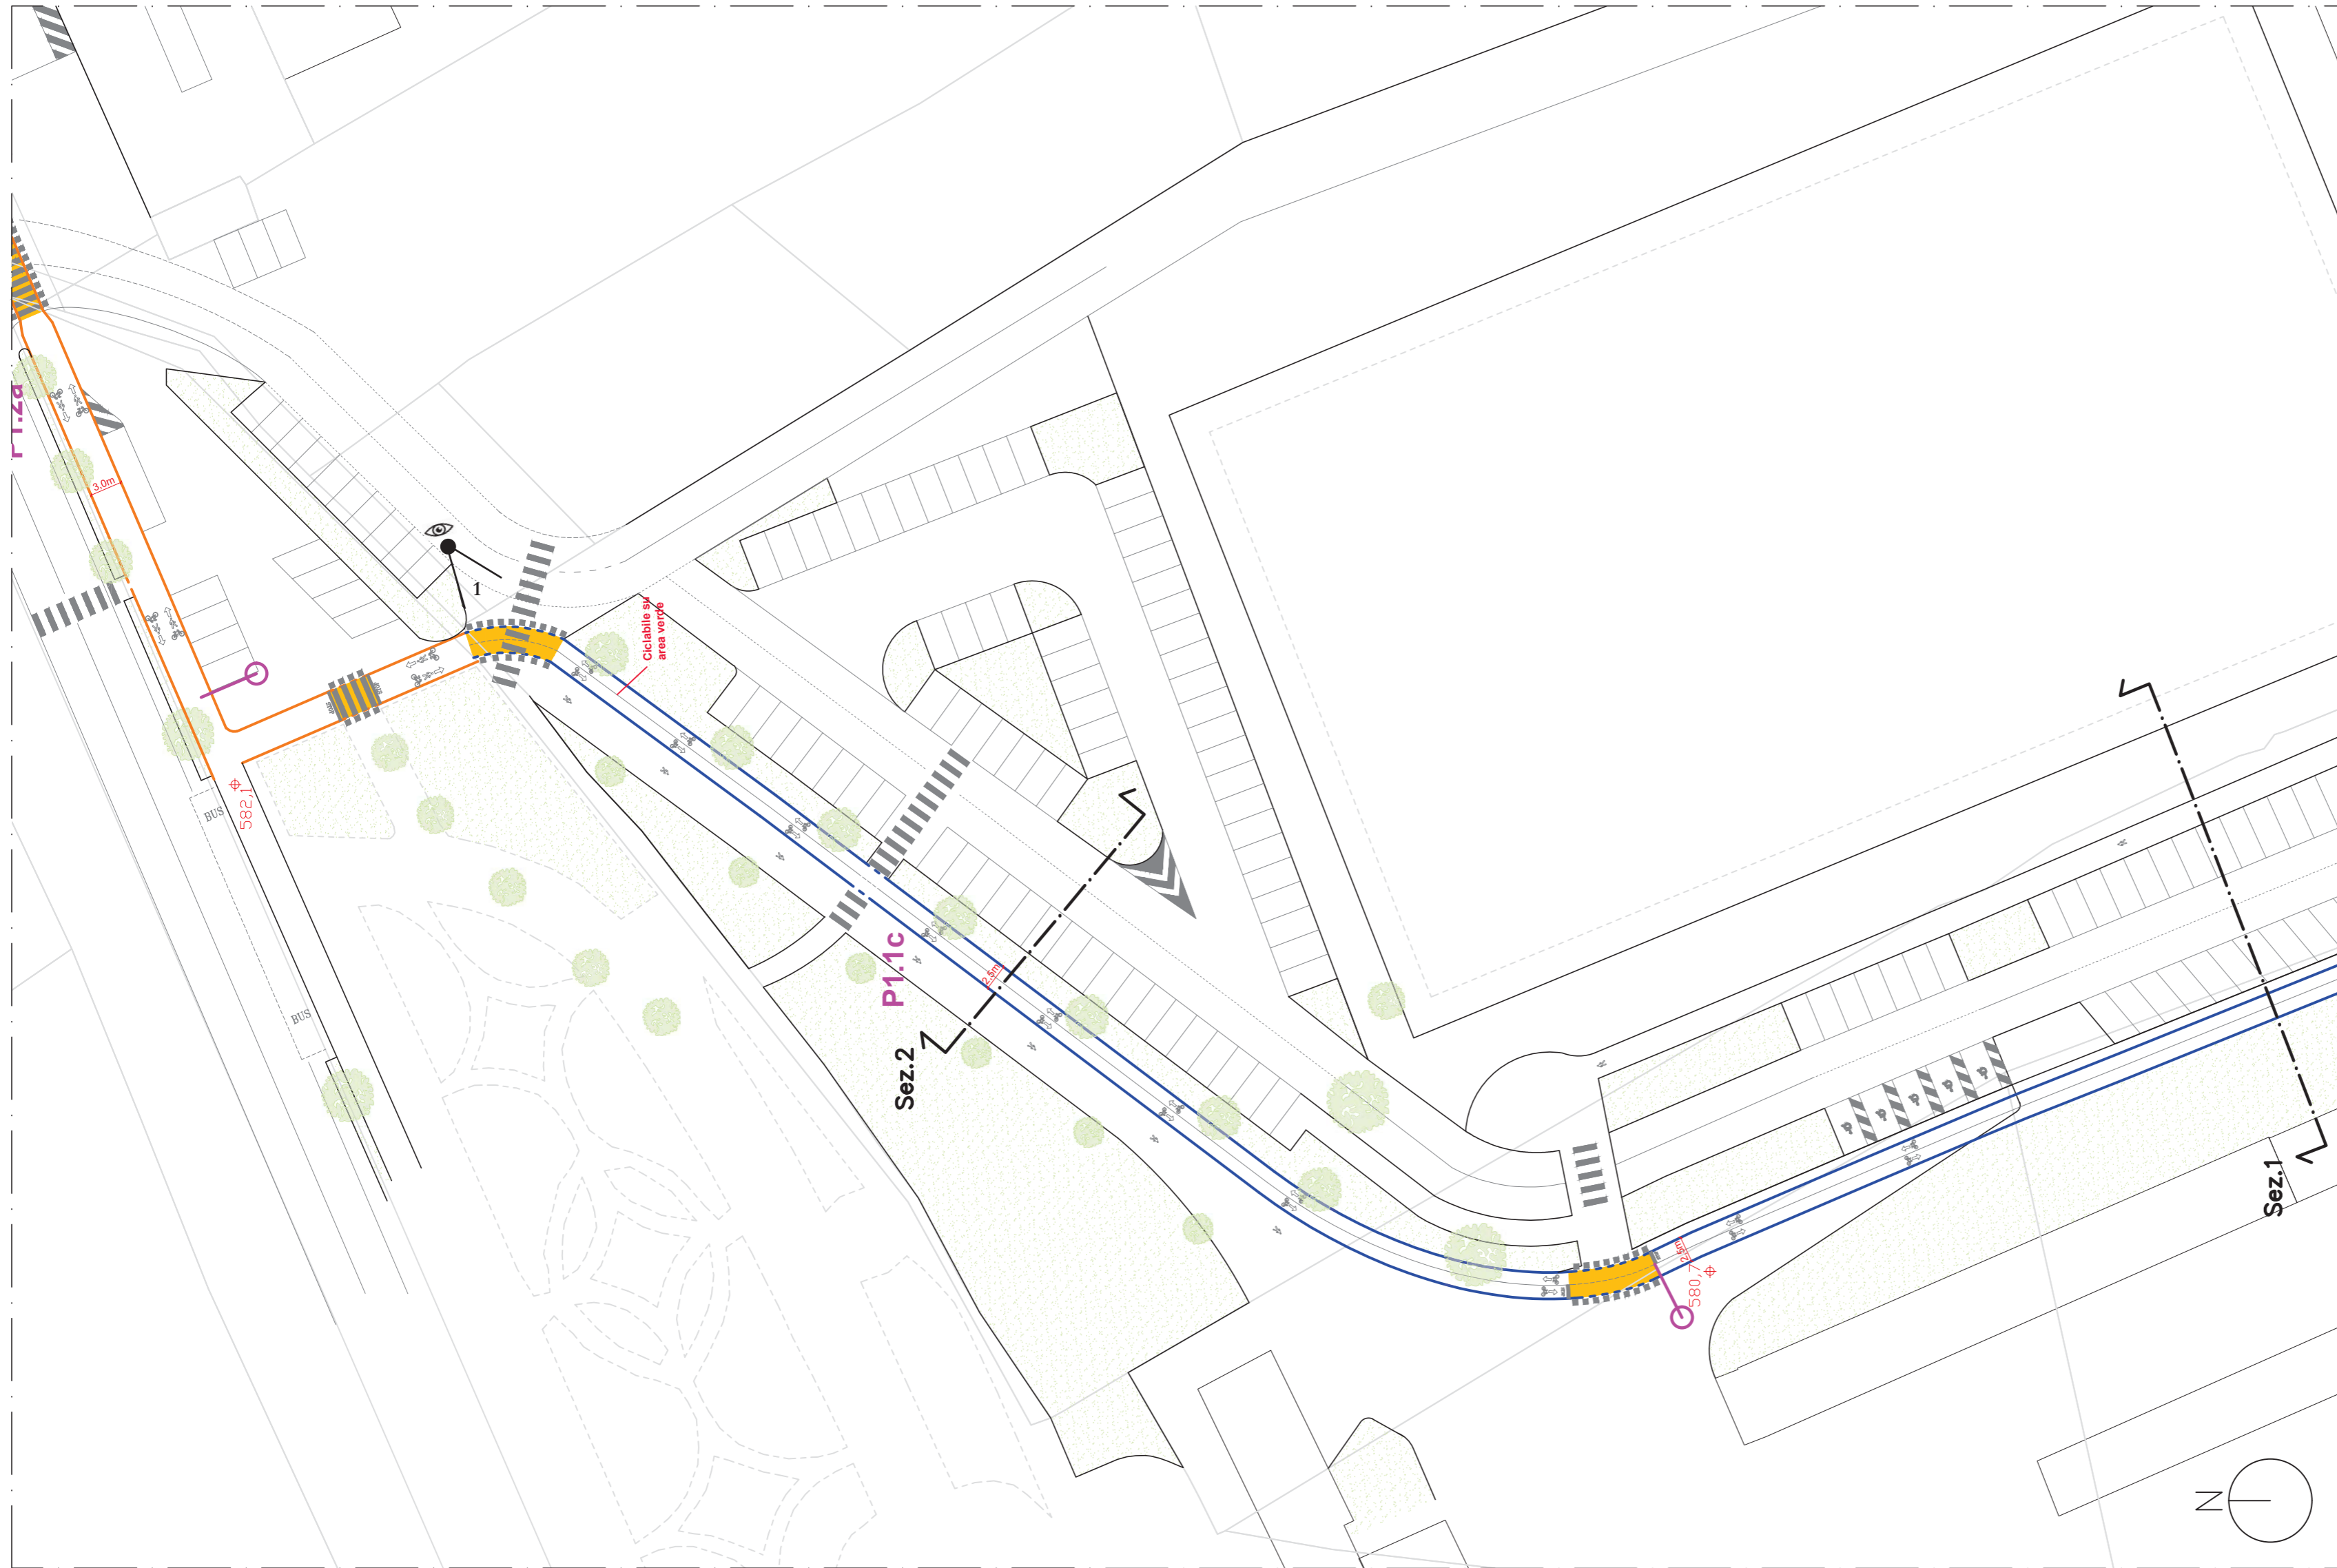 P1.2a
3.0m
1
Ciclabile su
area verde
582,1
BUS
BUS
P1.1c
2.5m
Sez.2
2.5m
580,7
Sez.1
N